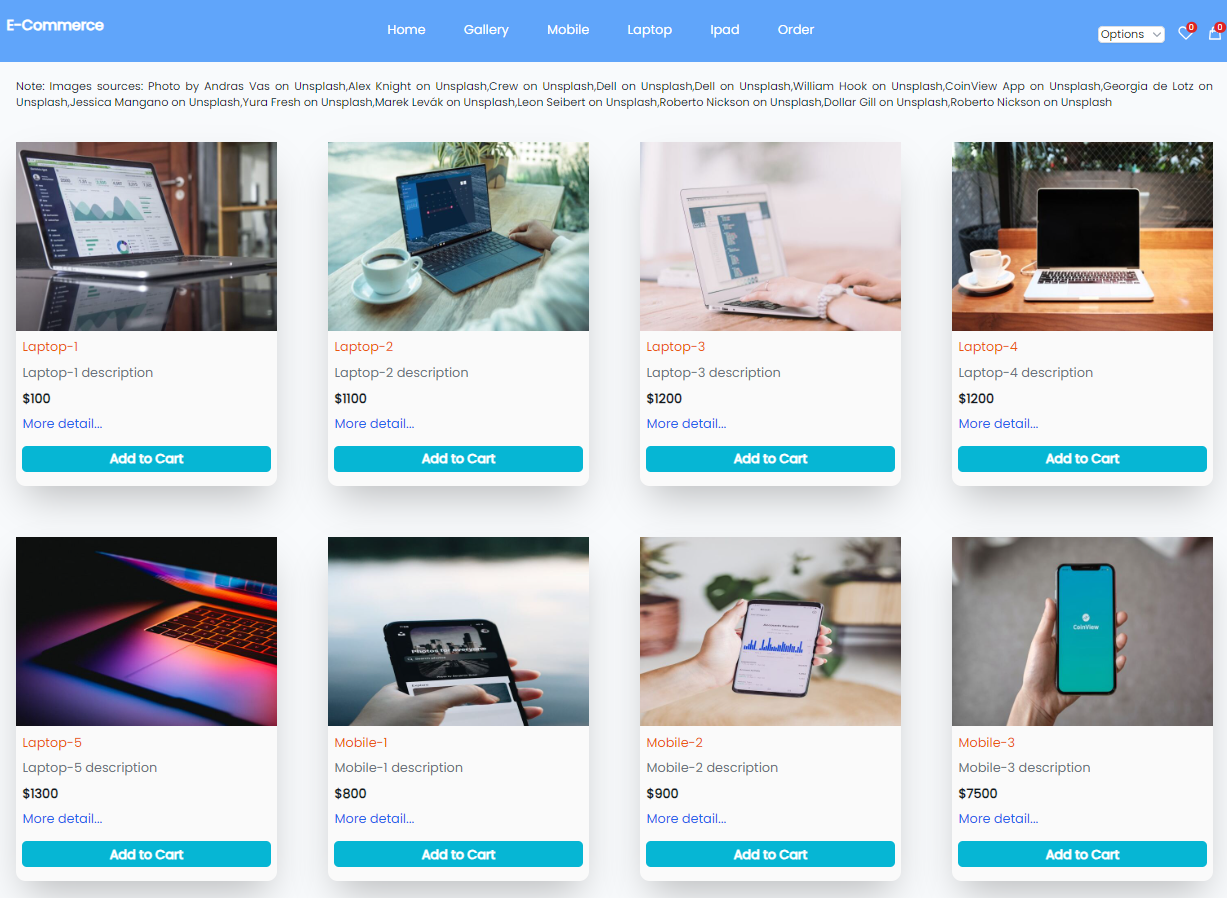 E-Commerce
Home Gallery Mobile Laptop Ipad Order
Options 0 0
Note: Images sources: Photo by Andras Vas on Unsplash,Alex Knight on Unsplash,Crew on Unsplash,Dell on Unsplash,Dell on Unsplash,William Hook on Unsplash,CoinView App on Unsplash,Georgia de Lotz on
Unsplash,Jessica Mangano on Unsplash,Yura Fresh on Unsplash,Marek Levák on Unsplash,Leon Seibert on Unsplash,Roberto Nickson on Unsplash,Dollar Gill on Unsplash,Roberto Nickson on Unsplash
Laptop-1
Laptop-1 description
$100
More detail...
Add to Cart
Laptop-2
Laptop-2 description
$1100
More detail...
Add to Cart
Laptop-3
Laptop-3 description
$1200
More detail...
Add to Cart
Laptop-4
Laptop-4 description
$1200
More detail...
Add to Cart
Laptop-5
Laptop-5 description
$1300
More detail...
Add to Cart
Photos for everyone
Mobile-1
Mobile-1 description
$800
More detail...
Add to Cart
Mobile-2
Mobile-2 description
$900
More detail...
Add to Cart
CoinView
Mobile-3
Mobile-3 description
$7500
More detail...
Add to Cart